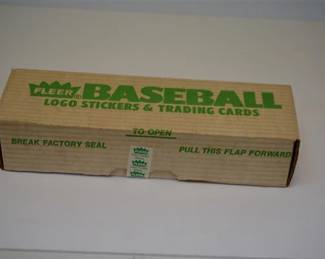 FLEER® BASEBALL
LOGO STICKERS & TRADING CARDS
TO OPEN
BREAK FACTORY SEAL
PULL THIS FLAP FORWARD